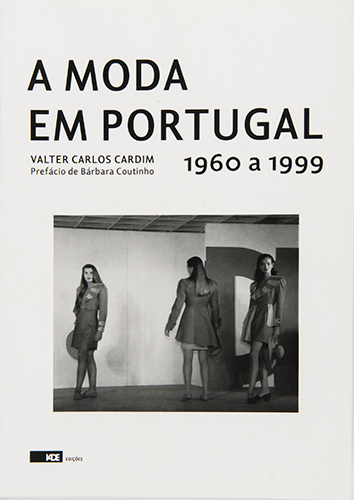 A MODA
EM PORTUGAL
VALTER CARLOS CARDIM
1960 a 1999
Prefácio de Bárbara Coutinho
IADE EDIÇÕES